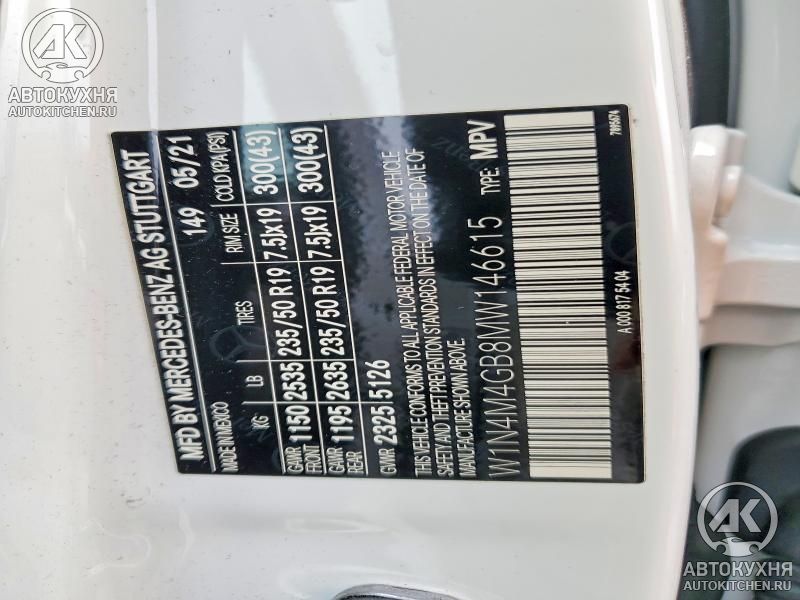 AK
АВТОКУХНЯ
AUTOKITCHEN.RU
MFD BY MERCEDES-BENZ AG STUTTGART
MADE IN MEXICO 149 05/21
KG LB TIRES RIM SIZE COLD KPA(PSI)
GAWR FRONT 1150 2535 235/50 R19 7.5Jx19 300(43)
GAWR REAR 1195 2635 235/50 R19 7.5Jx19 300(43)
GVWR 2325 5126
THIS VEHICLE CONFORMS TO ALL APPLICABLE FEDERAL MOTOR VEHICLE
SAFETY AND THEFT PREVENTION STANDARDS IN EFFECT ON THE DATE OF
MANUFACTURE SHOWN ABOVE.
W1N4M4GB8MW146615 TYPE: MPV
A 000 817 54 04
7895674
AK
АВТОКУХНЯ
AUTOKITCHEN.RU